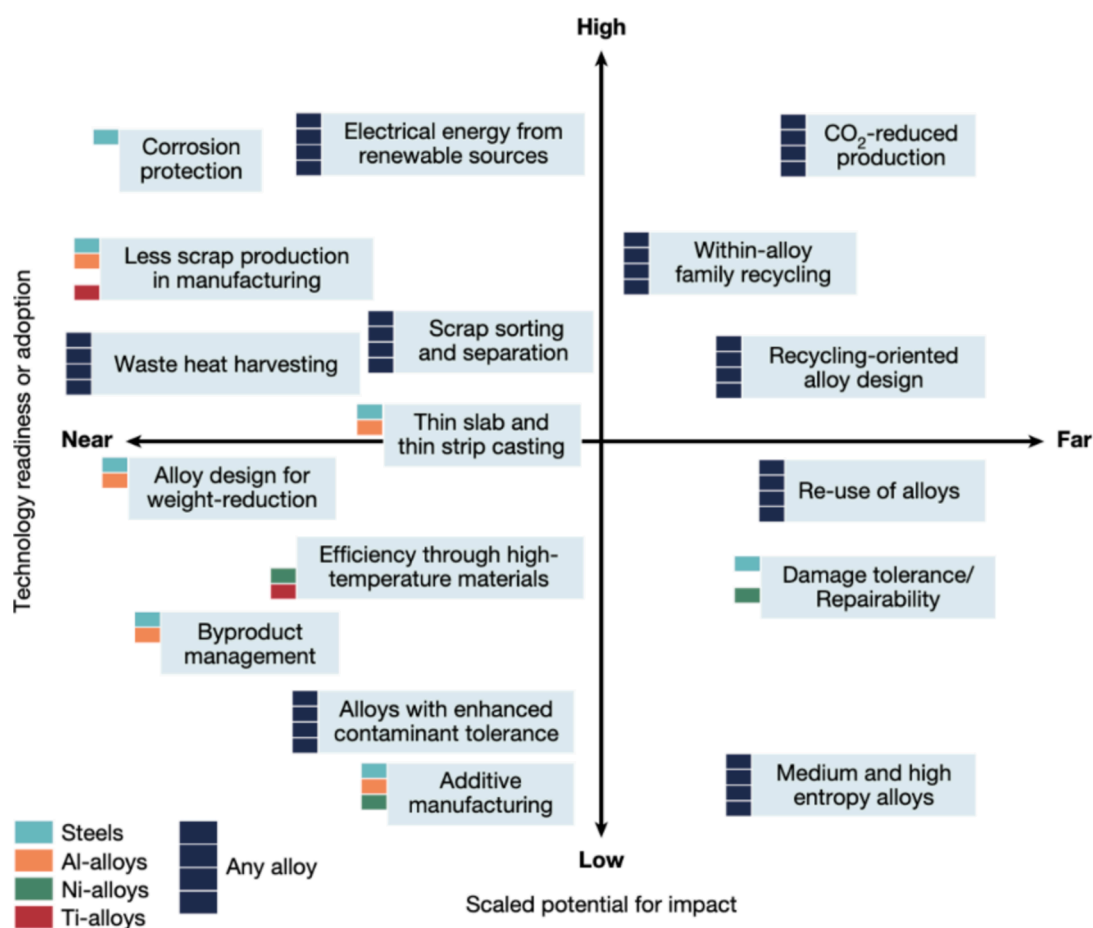 High
Corrosion
protection
Electrical energy from
renewable sources
CO₂-reduced
production
Less scrap production
in manufacturing
Within-alloy
family recycling
Scrap sorting
and separation
Waste heat harvesting
Recycling-oriented
alloy design
Technology readiness or adoption
Near
Thin slab and
thin strip casting
Far
Alloy design for
weight-reduction
Re-use of alloys
Efficiency through high-
temperature materials
Damage tolerance/
Repairability
Byproduct
management
Alloys with enhanced
contaminant tolerance
Additive
manufacturing
Medium and high
entropy alloys
Steels
Al-alloys
Ni-alloys
Ti-alloys
Any alloy
Low
Scaled potential for impact